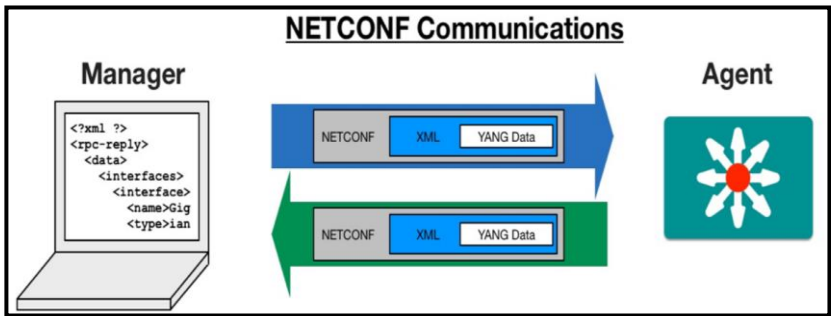 NETCONF Communications
Manager
Agent
<?xml ?>
<rpc-reply>
<data>
<interfaces>
<interface>
<name>Gig
<type>ian
NETCONF XML YANG Data
NETCONF XML YANG Data